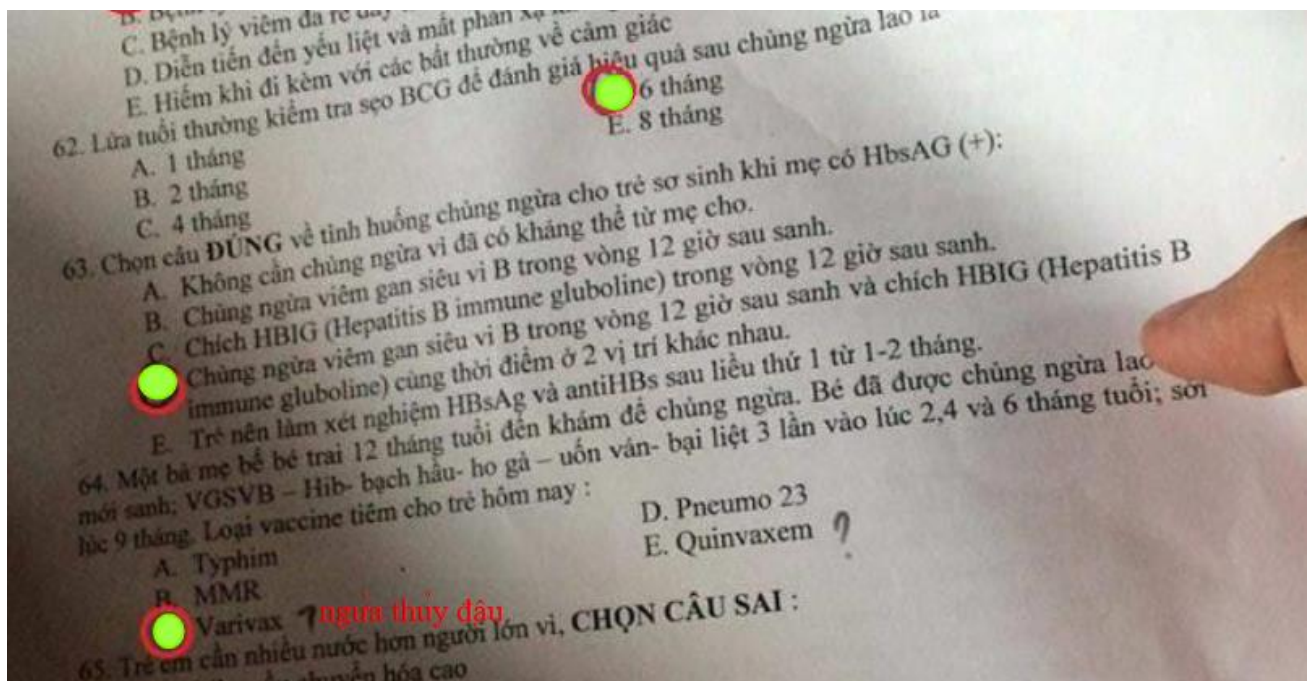 C. Bệnh lý viêm đa rễ
D. Diễn tiến đến yếu liệt và mất phản xạ
E. Hiếm khi đi kèm với các bất thường về cảm giác
62. Lứa tuổi thường kiểm tra sẹo BCG để đánh giá hiệu quả sau chủng ngừa lao là
A. 1 tháng
B. 2 tháng
C. 4 tháng
6 tháng
E. 8 tháng
63. Chọn câu ĐÚNG về tình huống chủng ngừa cho trẻ sơ sinh khi mẹ có HbsAG (+):
A. Không cần chủng ngừa vì đã có kháng thể từ mẹ cho.
B. Chủng ngừa viêm gan siêu vi B trong vòng 12 giờ sau sanh.
C. Chích HBIG (Hepatitis B immune gluboline) trong vòng 12 giờ sau sanh.
Chủng ngừa viêm gan siêu vi B trong vòng 12 giờ sau sanh và chích HBIG (Hepatitis B
immune gluboline) cùng thời điểm ở 2 vị trí khác nhau.
E. Trẻ nên làm xét nghiệm HBsAg và antiHBs sau liều thứ 1 từ 1-2 tháng.
64. Một bà mẹ bế bé trai 12 tháng tuổi đến khám để chủng ngừa. Bé đã được chủng ngừa lao
mới sanh; VGSVB – Hib- bạch hầu- ho gà – uốn ván- bại liệt 3 lần vào lúc 2,4 và 6 tháng tuổi; sởi
lúc 9 tháng. Loại vaccine tiêm cho trẻ hôm nay :
A. Typhim
B. MMR
Varivax ? ngừa thủy đậu
D. Pneumo 23
E. Quinvaxem ?
65. Trẻ em cần nhiều nước hơn người lớn vì, CHỌN CÂU SAI :
chuyển hóa cao